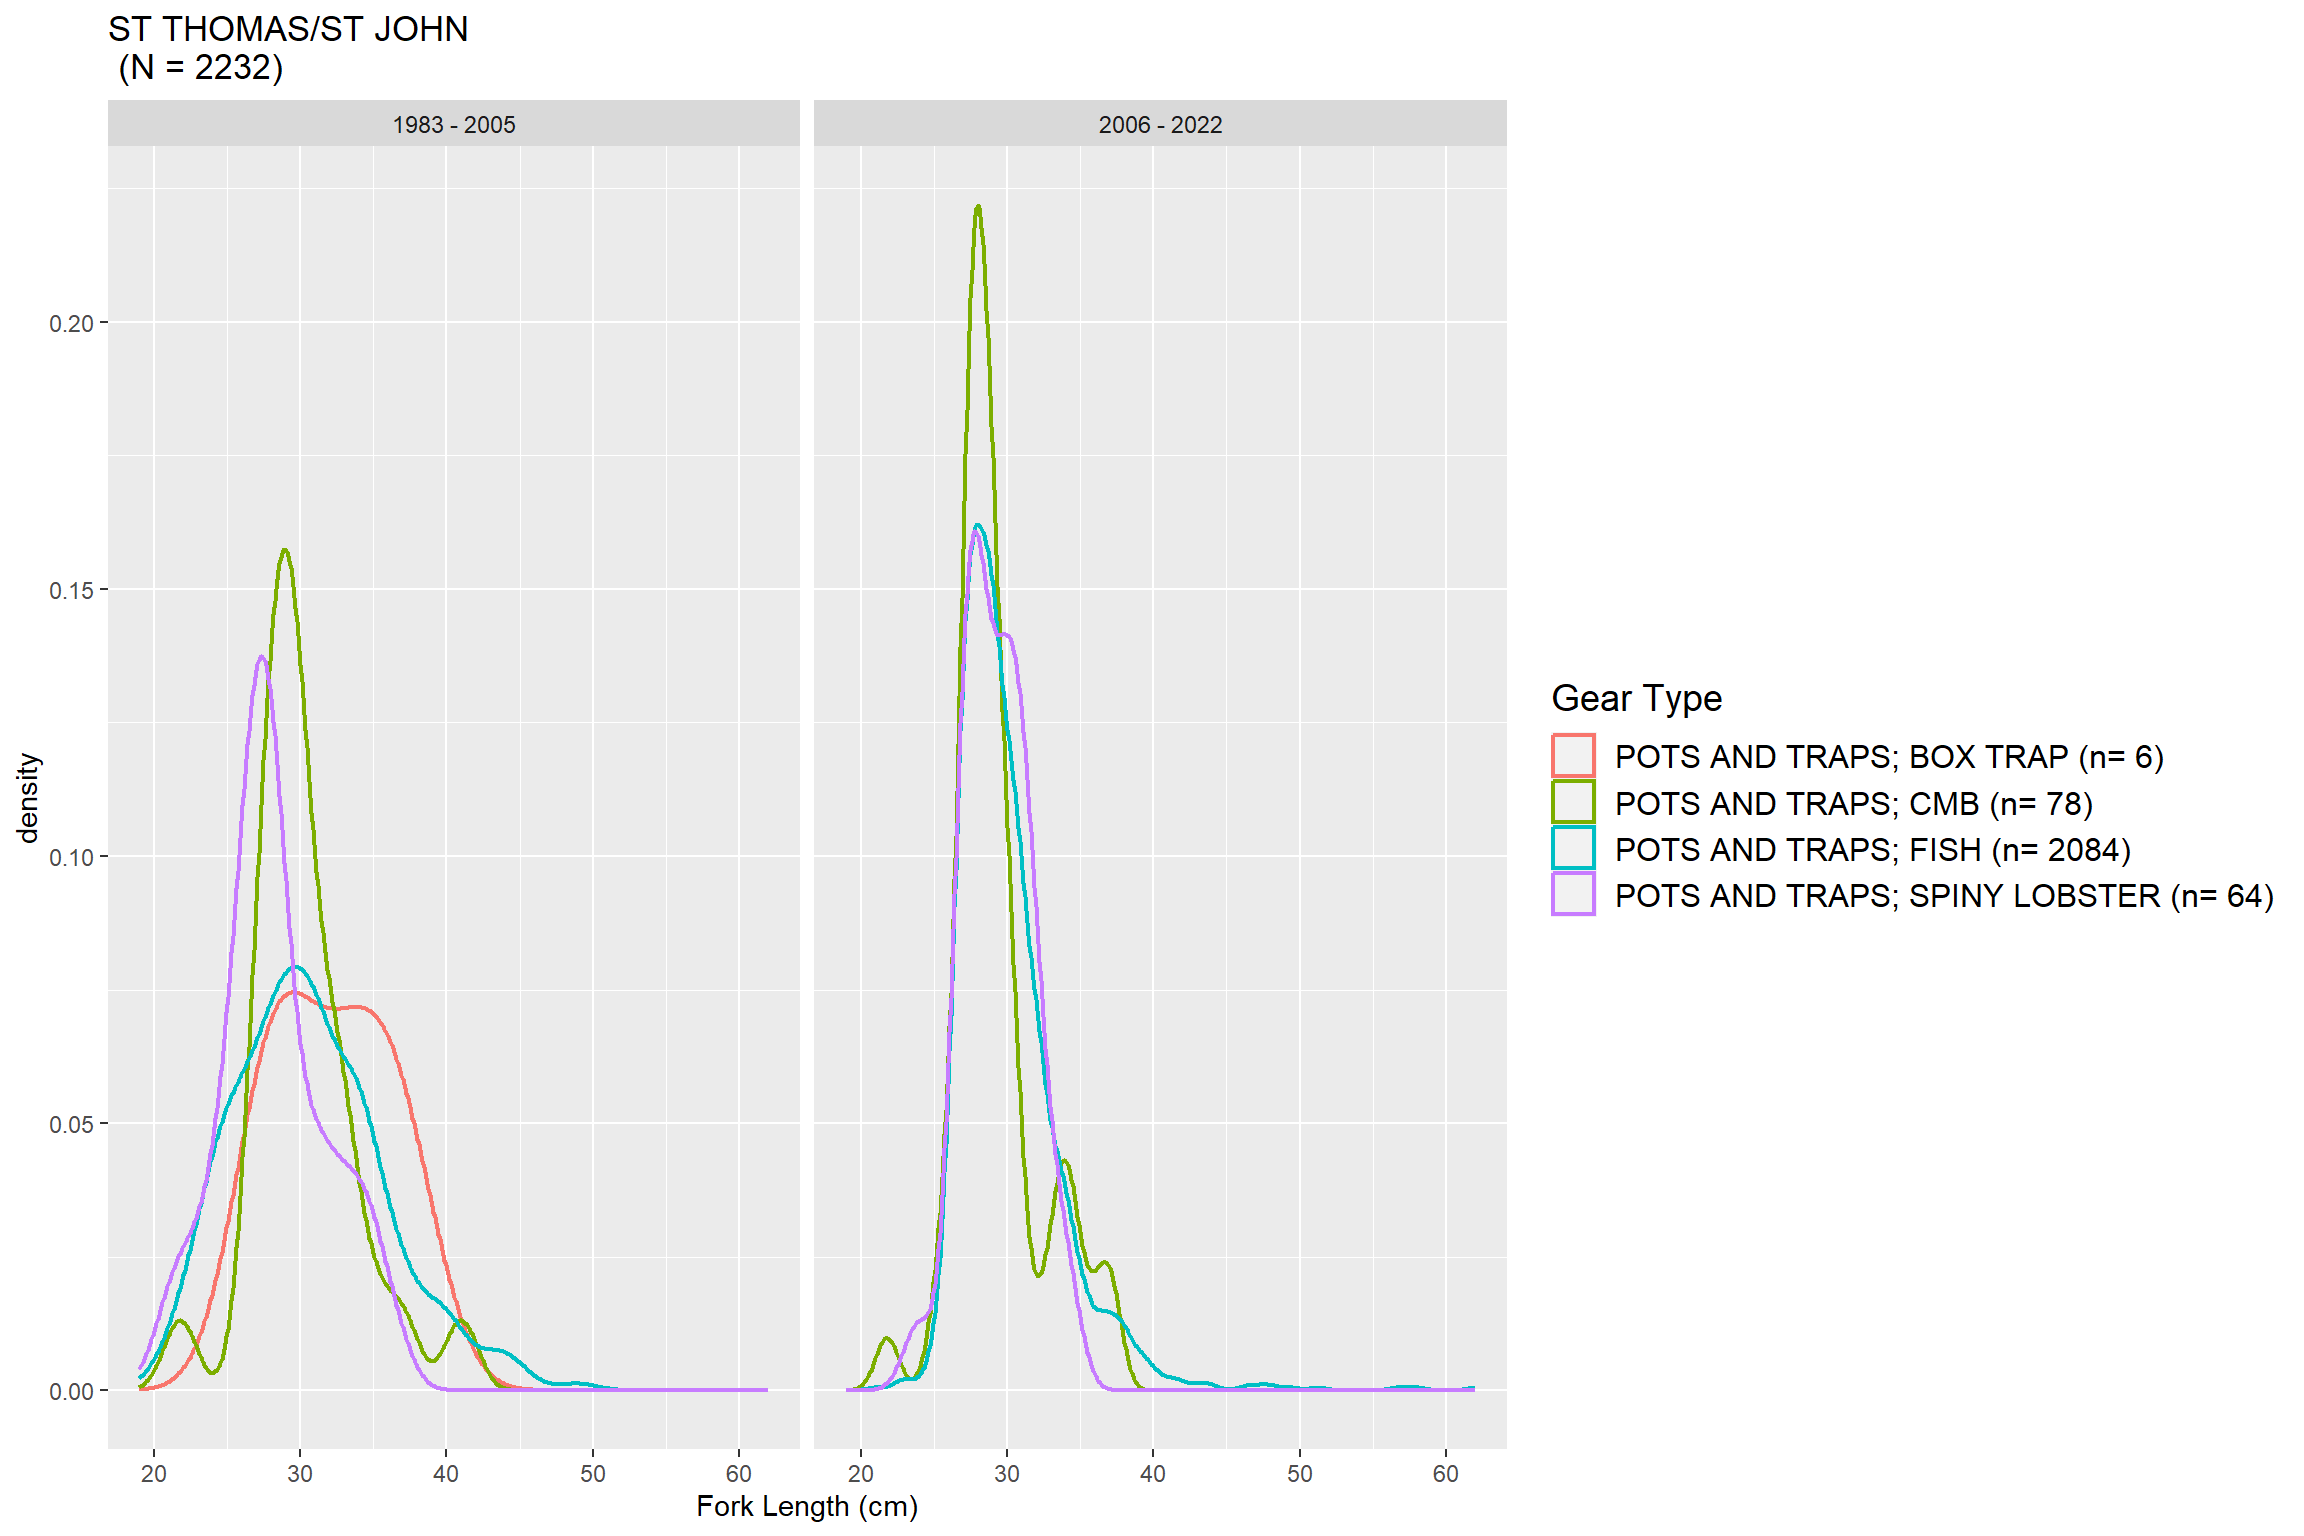 ST THOMAS/ST JOHN
(N = 2232)
1983 - 2005
2006 - 2022
0.20
0.15
0.10
0.05
0.00
density
20 30 40 50 60
20 30 40 50 60
Fork Length (cm)
Gear Type
POTS AND TRAPS; BOX TRAP (n= 6)
POTS AND TRAPS; CMB (n= 78)
POTS AND TRAPS; FISH (n= 2084)
POTS AND TRAPS; SPINY LOBSTER (n= 64)